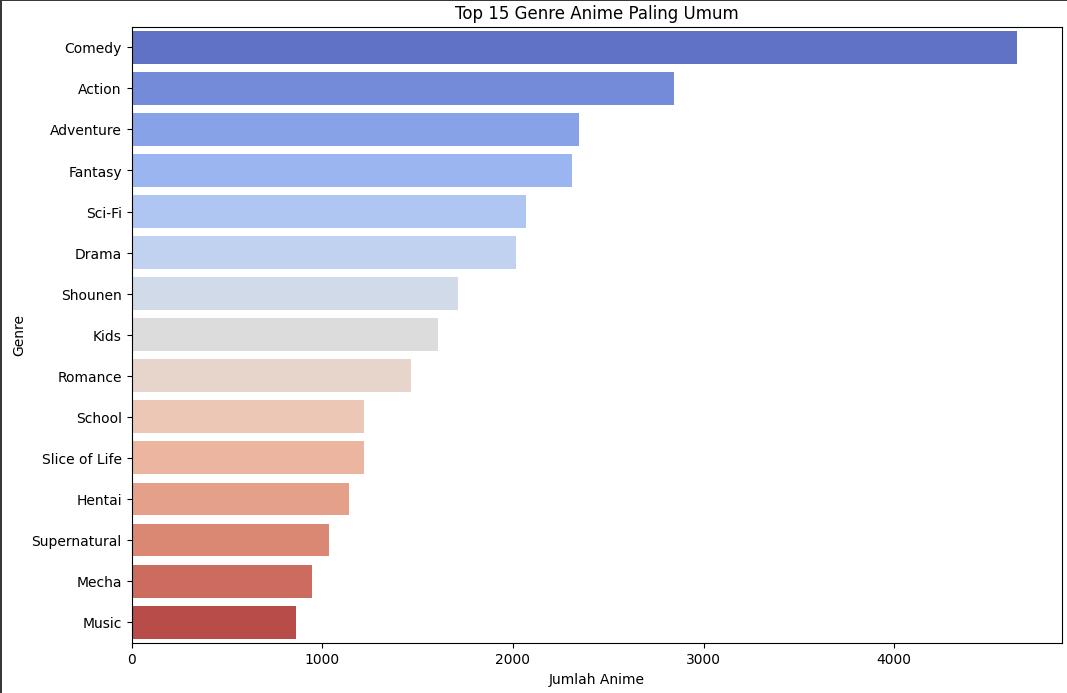 Top 15 Genre Anime Paling Umum
Genre
Comedy
Action
Adventure
Fantasy
Sci-Fi
Drama
Shounen
Kids
Romance
School
Slice of Life
Hentai
Supernatural
Mecha
Music
0 1000 2000 3000 4000
Jumlah Anime